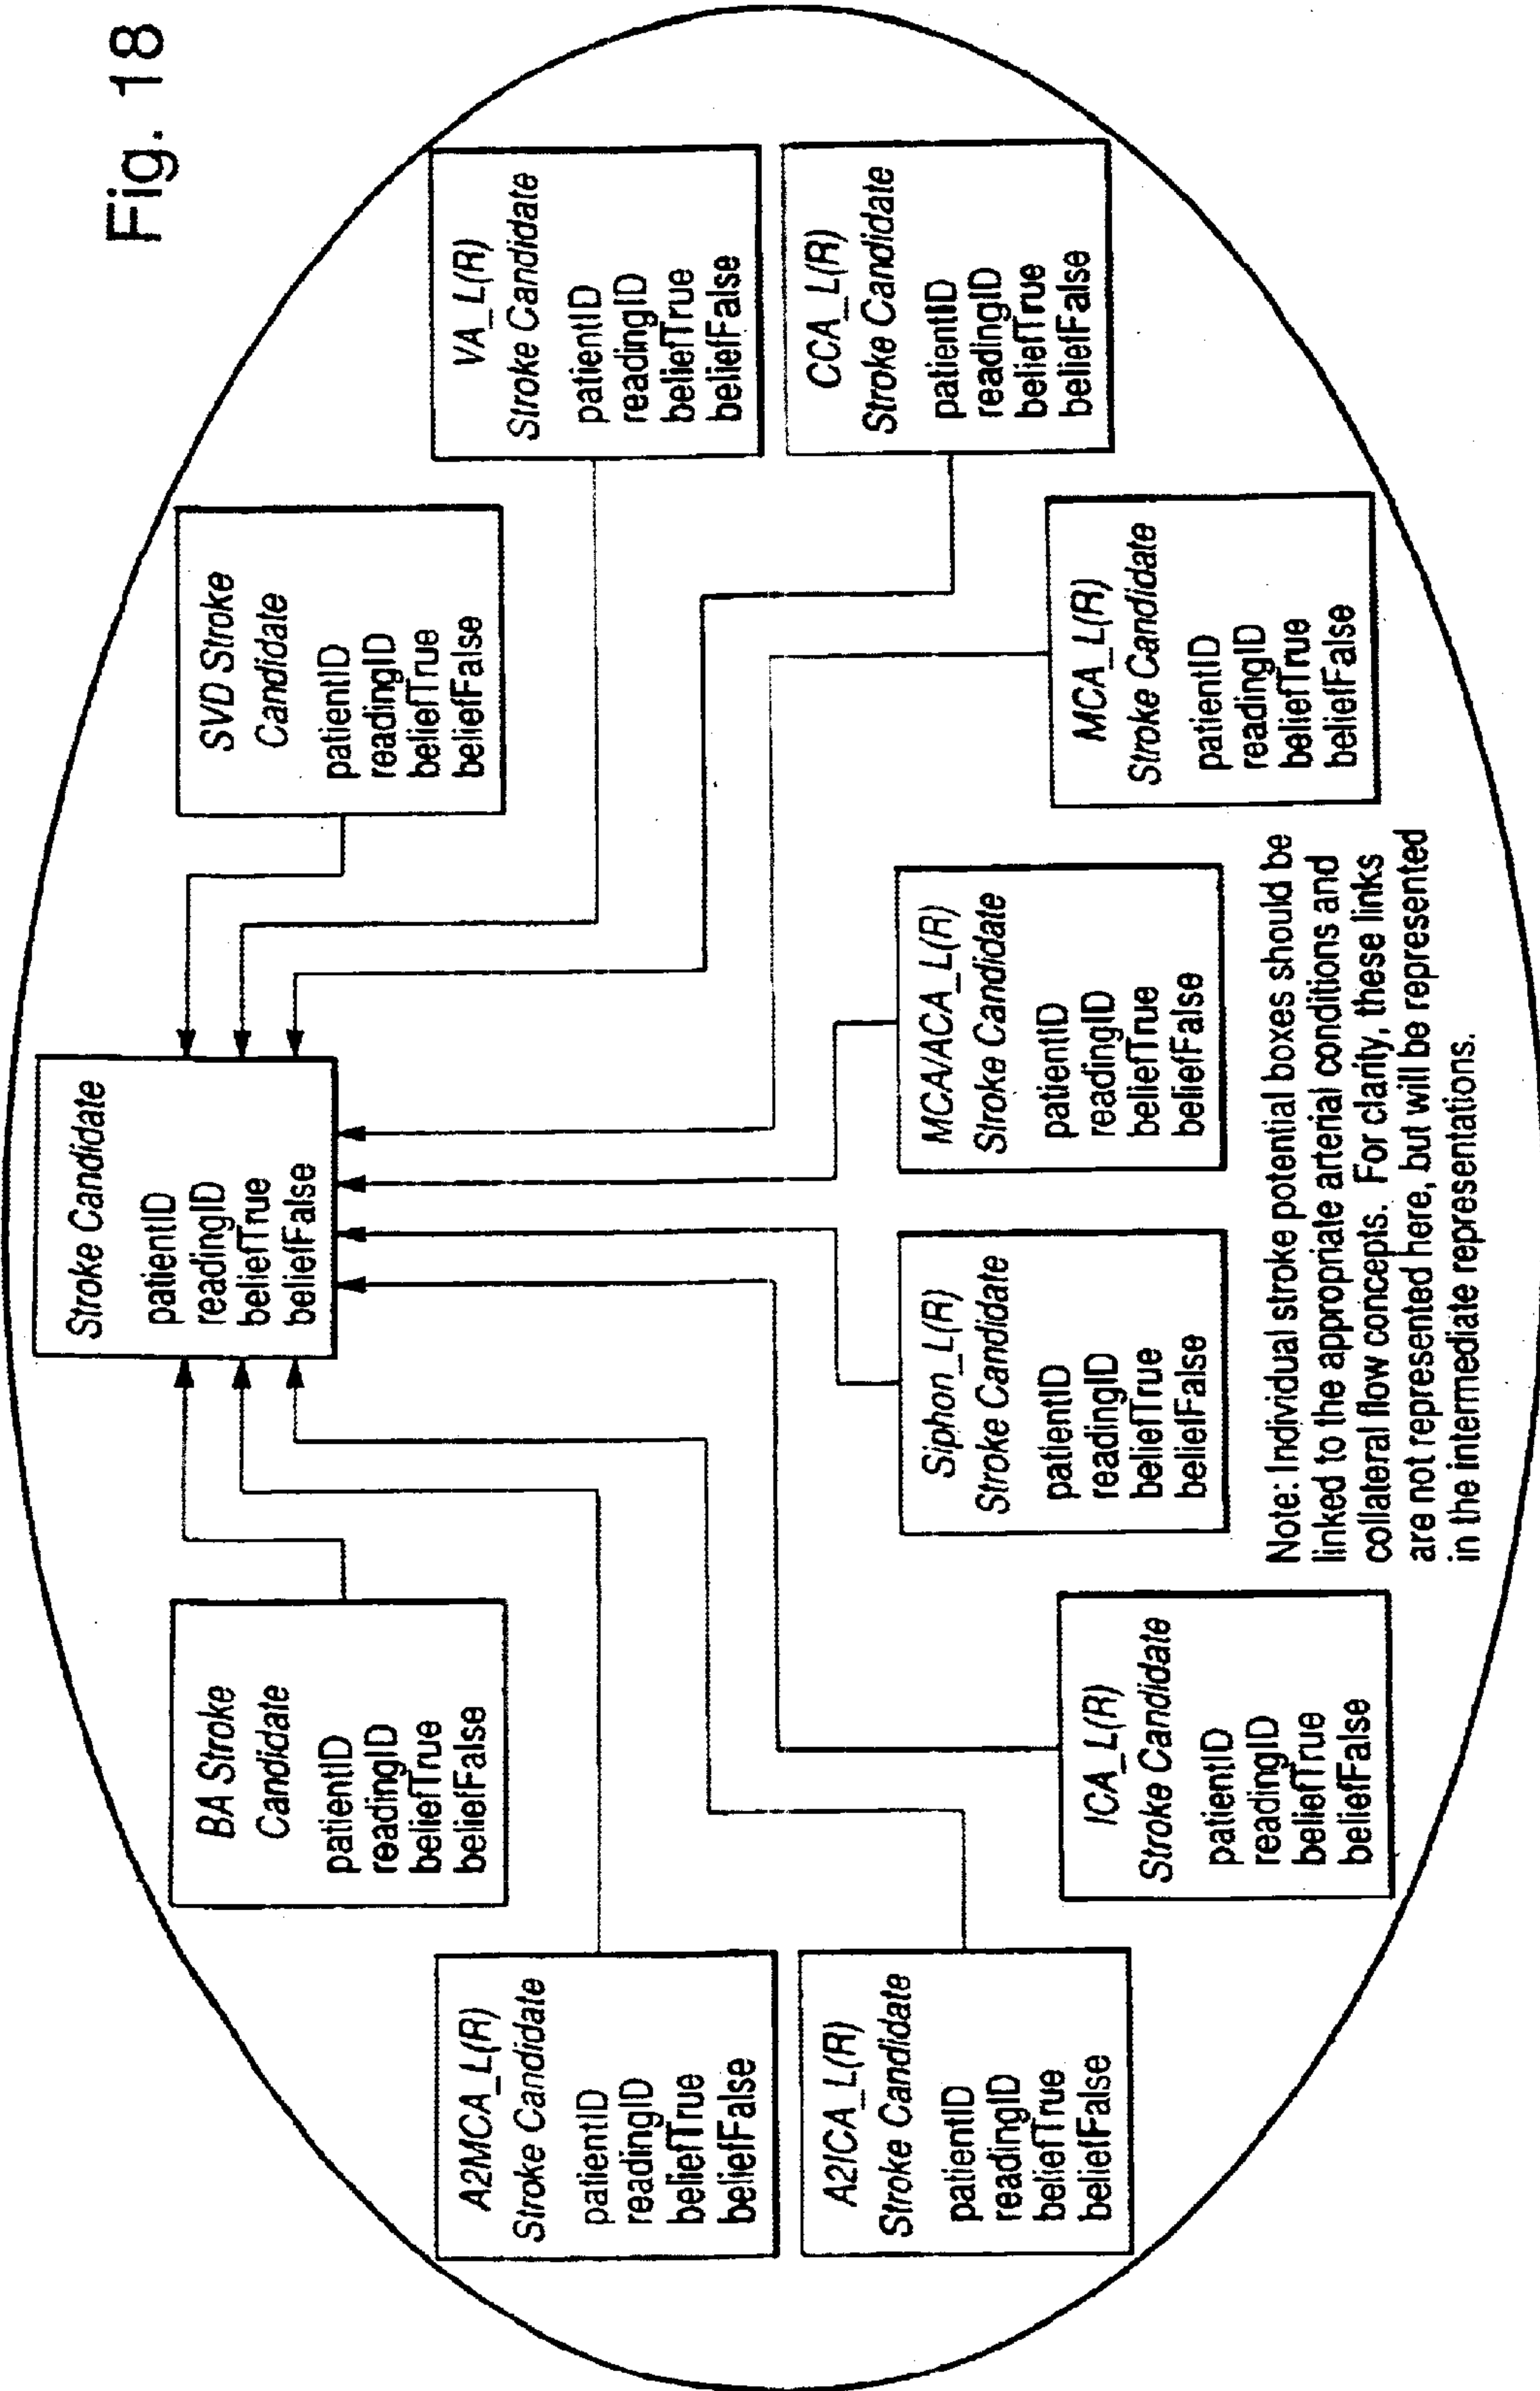 Fig. 18
Stroke Candidate
patientID
readingID
beliefTrue
beliefFalse
BA Stroke
Candidate
patientID
readingID
beliefTrue
beliefFalse
SVD Stroke
Candidate
patientID
readingID
beliefTrue
beliefFalse
A2MCA_L(R)
Stroke Candidate
patientID
readingID
beliefTrue
beliefFalse
VA_L(R)
Stroke Candidate
patientID
readingID
beliefTrue
beliefFalse
A2ICA_L(R)
Stroke Candidate
patientID
readingID
beliefTrue
beliefFalse
CCA_L(R)
Stroke Candidate
patientID
readingID
beliefTrue
beliefFalse
ICA_L(R)
Stroke Candidate
patientID
readingID
beliefTrue
beliefFalse
Siphon_L(R)
Stroke Candidate
patientID
readingID
beliefTrue
beliefFalse
MCA/ACA_L(R)
Stroke Candidate
patientID
readingID
beliefTrue
beliefFalse
MCA_L(R)
Stroke Candidate
patientID
readingID
beliefTrue
beliefFalse
Note: Individual stroke potential boxes should be
linked to the appropriate arterial conditions and
collateral flow concepts. For clarity, these links
are not represented here, but will be represented
in the intermediate representations.